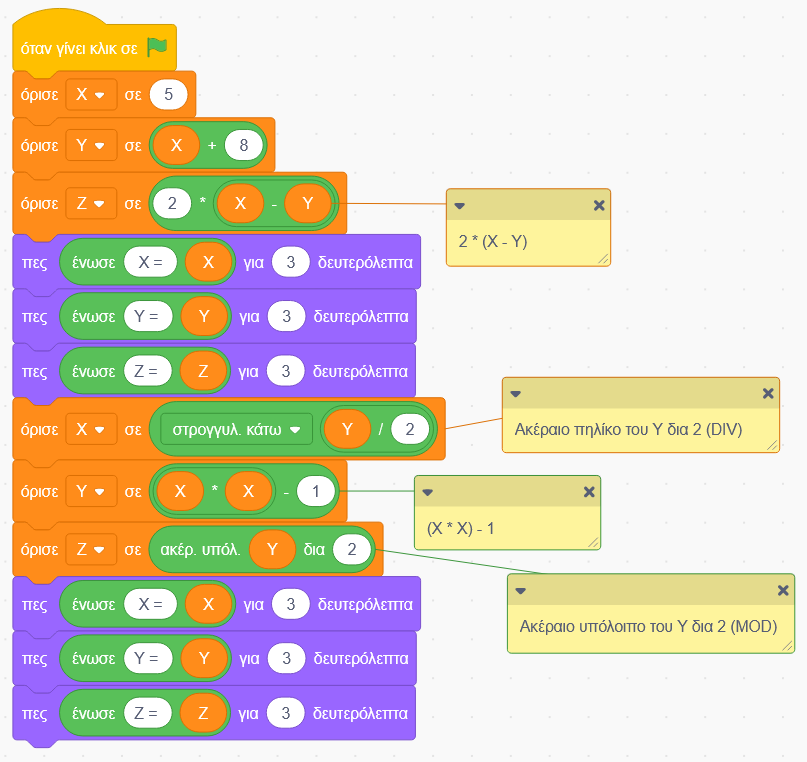 όταν γίνει κλικ σε
όρισε X σε 5
όρισε Y σε X + 8
όρισε Z σε 2 * X - Y
2 * (X - Y)
πες ένωσε X = X για 3 δευτερόλεπτα
πες ένωσε Y = Y για 3 δευτερόλεπτα
πες ένωσε Z = Z για 3 δευτερόλεπτα
όρισε X σε στρογγυλ. κάτω Y / 2
Ακέραιο πηλίκο του Y δια 2 (DIV)
όρισε Y σε X * X - 1
(X * X) - 1
όρισε Z σε ακέρ. υπόλ. Y δια 2
Ακέραιο υπόλοιπο του Y δια 2 (MOD)
πες ένωσε X = X για 3 δευτερόλεπτα
πες ένωσε Y = Y για 3 δευτερόλεπτα
πες ένωσε Z = Z για 3 δευτερόλεπτα